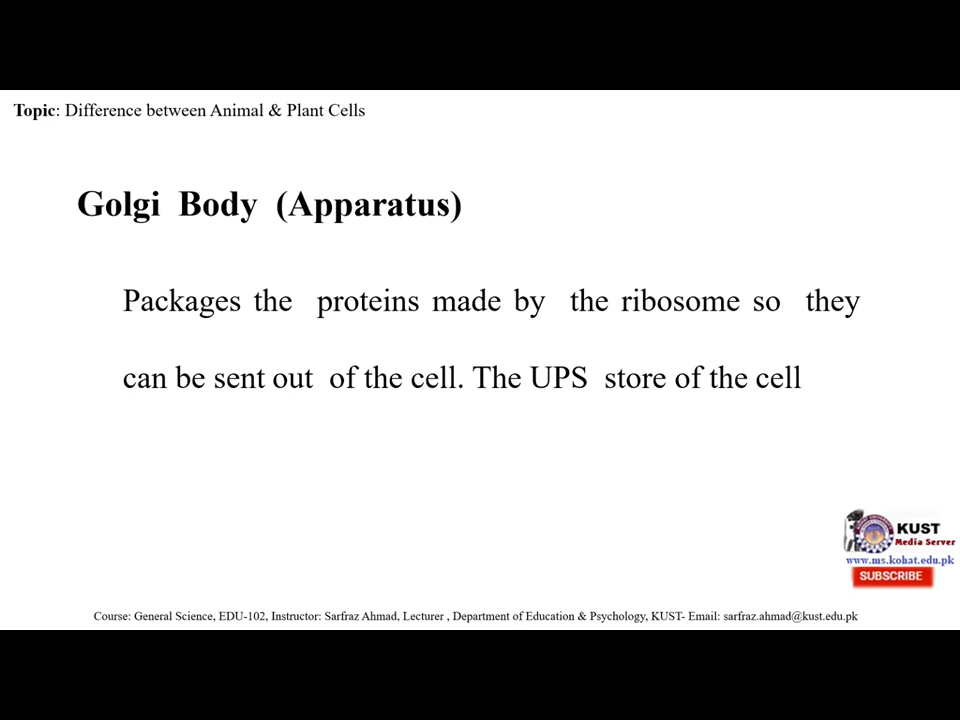 Topic: Difference between Animal & Plant Cells
Golgi Body (Apparatus)
Packages the proteins made by the ribosome so they
can be sent out of the cell. The UPS store of the cell
KUST
Media Server
www.ms.kohat.edu.pk
SUBSCRIBE
Course: General Science, EDU-102, Instructor: Sarfraz Ahmad, Lecturer , Department of Education & Psychology, KUST- Email: sarfraz.ahmad@kust.edu.pk